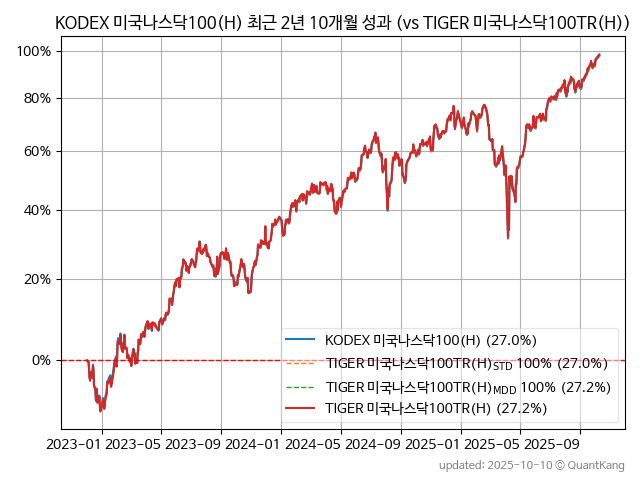 KODEX 미국나스닥100(H) 최근 2년 10개월 성과 (vs TIGER 미국나스닥100TR(H))
100%
80%
60%
40%
20%
0%
KODEX 미국나스닥100(H) (27.0%)
TIGER 미국나스닥100TR(H)STD 100% (27.0%)
TIGER 미국나스닥100TR(H)MDD 100% (27.2%)
TIGER 미국나스닥100TR(H) (27.2%)
2023-01 2023-05 2023-09 2024-01 2024-05 2024-09 2025-01 2025-05 2025-09
updated: 2025-10-10 © QuantKang